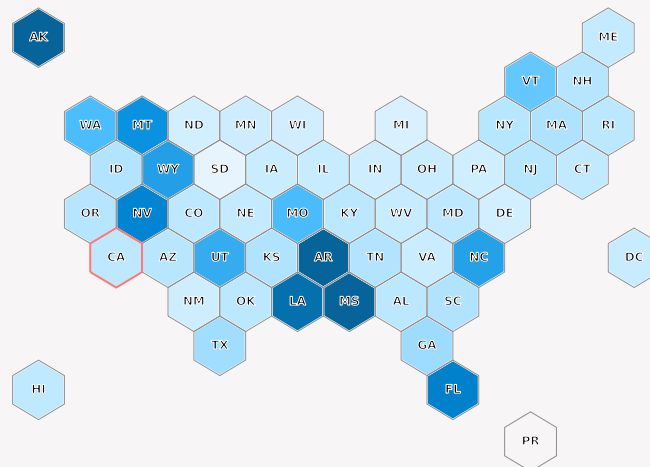 AK
ME
VT NH
WA MT ND MN WI MI NY MA RI
ID WY SD IA IL IN OH PA NJ CT
OR NV CO NE MO KY WV MD DE
CA AZ UT KS AR TN VA NC DC
NM OK LA MS AL SC
TX GA
HI FL
PR